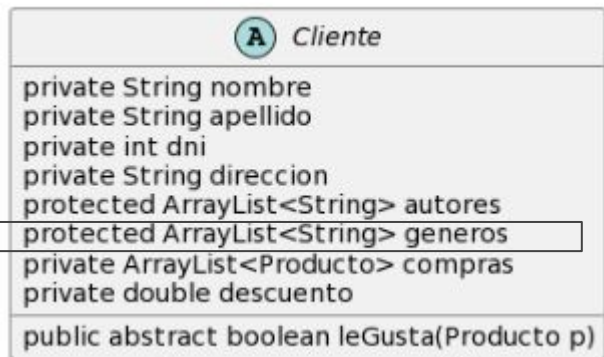 A Cliente
private String nombre
private String apellido
private int dni
private String direccion
protected ArrayList<String> autores
protected ArrayList<String> generos
private ArrayList<Producto> compras
private double descuento
public abstract boolean leGusta(Producto p)